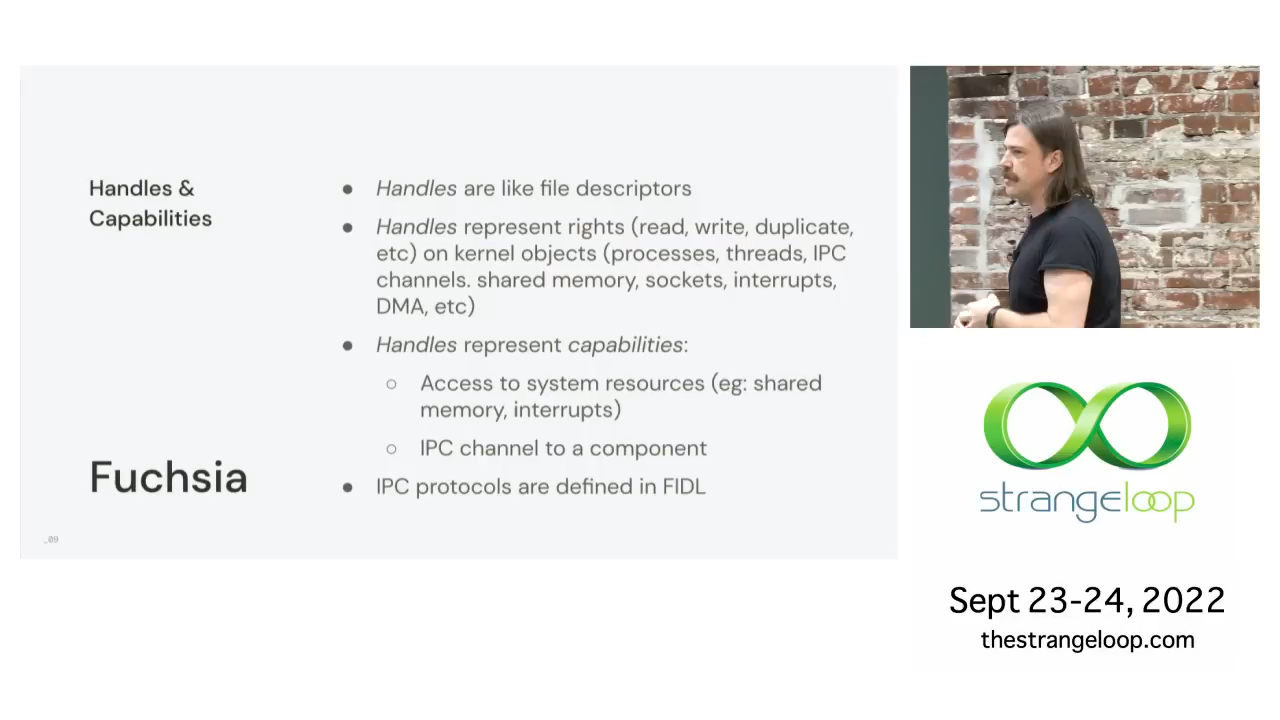 Handles &
Capabilities
Fuchsia
_09
● Handles are like file descriptors
● Handles represent rights (read, write, duplicate,
etc) on kernel objects (processes, threads, IPC
channels. shared memory, sockets, interrupts,
DMA, etc)
● Handles represent capabilities:
○ Access to system resources (eg: shared
memory, interrupts)
○ IPC channel to a component
● IPC protocols are defined in FIDL
strangeloop
Sept 23-24, 2022
thestrangeloop.com